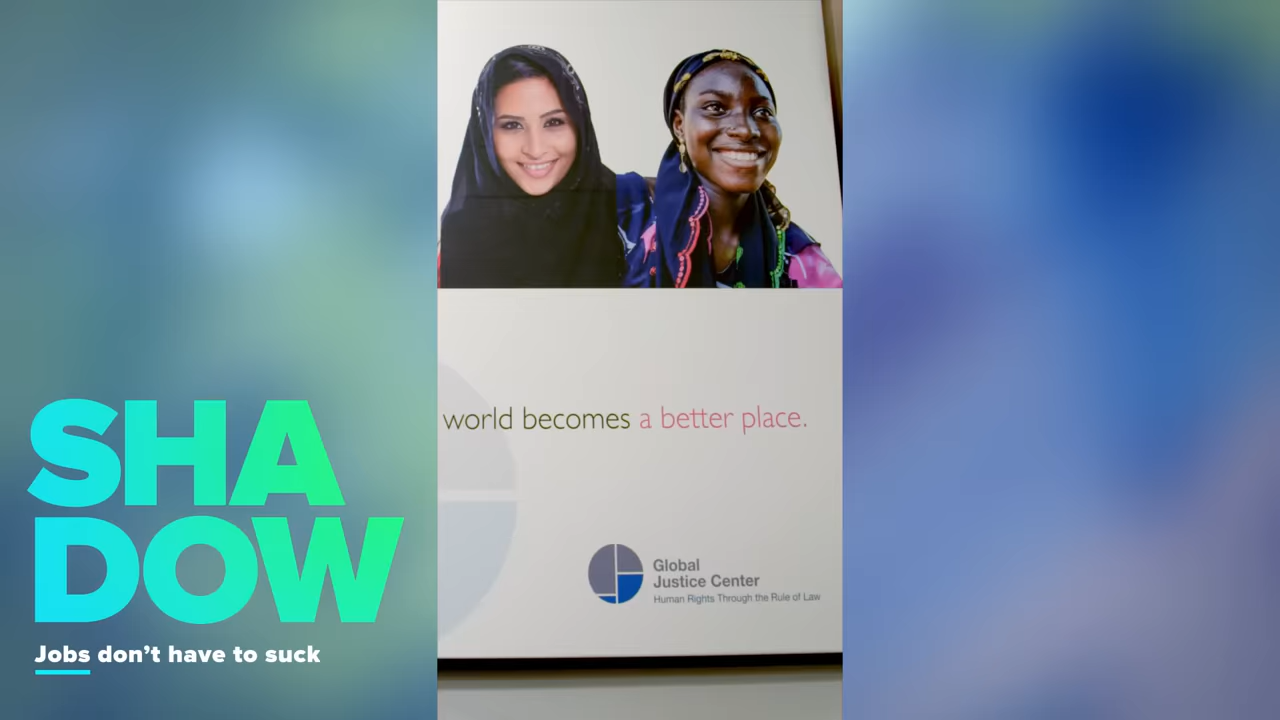 SHA
DOW
Jobs don't have to suck
world becomes a better place.
Global
Justice Center
Human Rights Through the Rule of Law